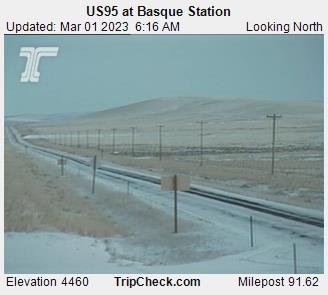 US95 at Basque Station
Updated: Mar 01 2023 6:16 AM Looking North
Elevation 4460 TripCheck.com Milepost 91.62